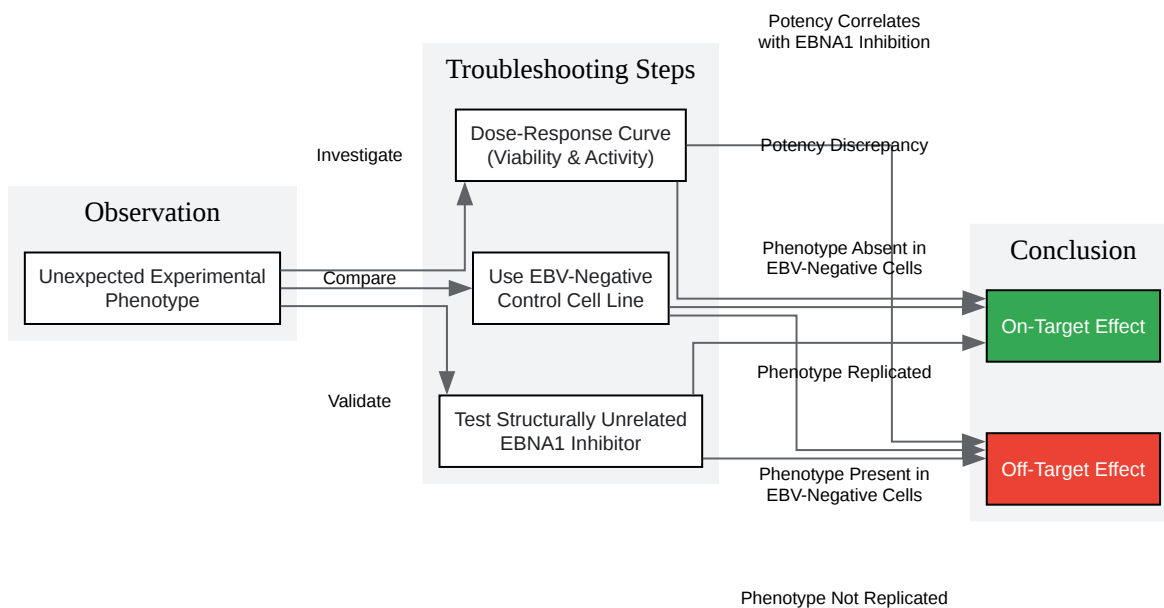 Potency Correlates
with EBNA1 Inhibition
Troubleshooting Steps
Dose-Response Curve
(Viability & Activity)
Investigate
Potency Discrepancy
Observation
Unexpected Experimental
Phenotype
Compare
Use EBV-Negative
Control Cell Line
Phenotype Absent in
EBV-Negative Cells
Conclusion
On-Target Effect
Validate
Test Structurally Unrelated
EBNA1 Inhibitor
Phenotype Replicated
Off-Target Effect
Phenotype Present in
EBV-Negative Cells
Phenotype Not Replicated